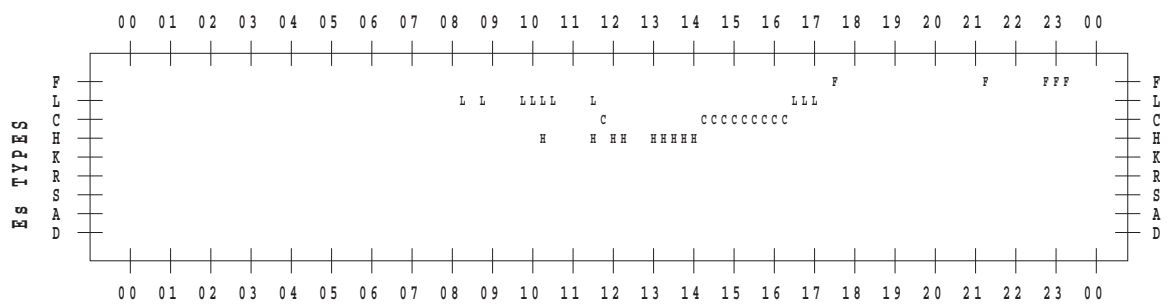 00 01 02 03 04 05 06 07 08 09 10 11 12 13 14 15 16 17 18 19 20 21 22 23 00
F F F FFF F
L L L LLLL L LLL L
C C CCCCCCCCC C
H H H HH HHHHH H
K K
R R
S S
A A
D D
Es TYPES
00 01 02 03 04 05 06 07 08 09 10 11 12 13 14 15 16 17 18 19 20 21 22 23 00